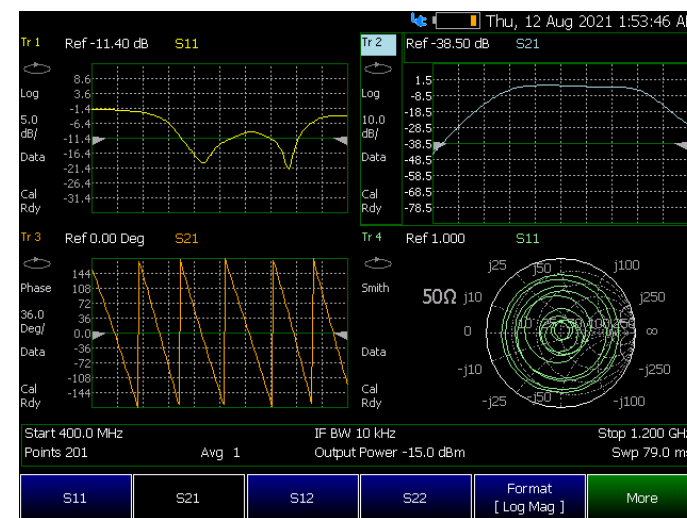 Thu, 12 Aug 2021 1:53:46 A
Tr 1 Ref -11.40 dB S11
8.6
Log 3.6
-1.4
5.0 -6.4
dB/ -11.4
Data -16.4
-21.4
Cal -26.4
Rdy -31.4
Tr 2 Ref -38.50 dB S21
1.5
Log -8.5
10.0 -18.5
dB/ -28.5
-38.5
Data -48.5
-58.5
Cal -68.5
Rdy -78.5
Tr 3 Ref 0.00 Deg S21
144
Phase 108
72
36.0 36
Deg/ 0.0
Data -36
-72
Cal -108
Rdy -144
Tr 4 Ref 1.000 S11
Smith
50Ω
j10
j25
j50
j100
j250
0
10
∞
-j10
-j25
-j50
-j100
-j250
Data
Cal
Rdy
Start 400.0 MHz IF BW 10 kHz Stop 1.200 GH
Points 201 Avg 1 Output Power -15.0 dBm Swp 79.0 m
S11 S21 S12 S22 Format More
[ Log Mag ]